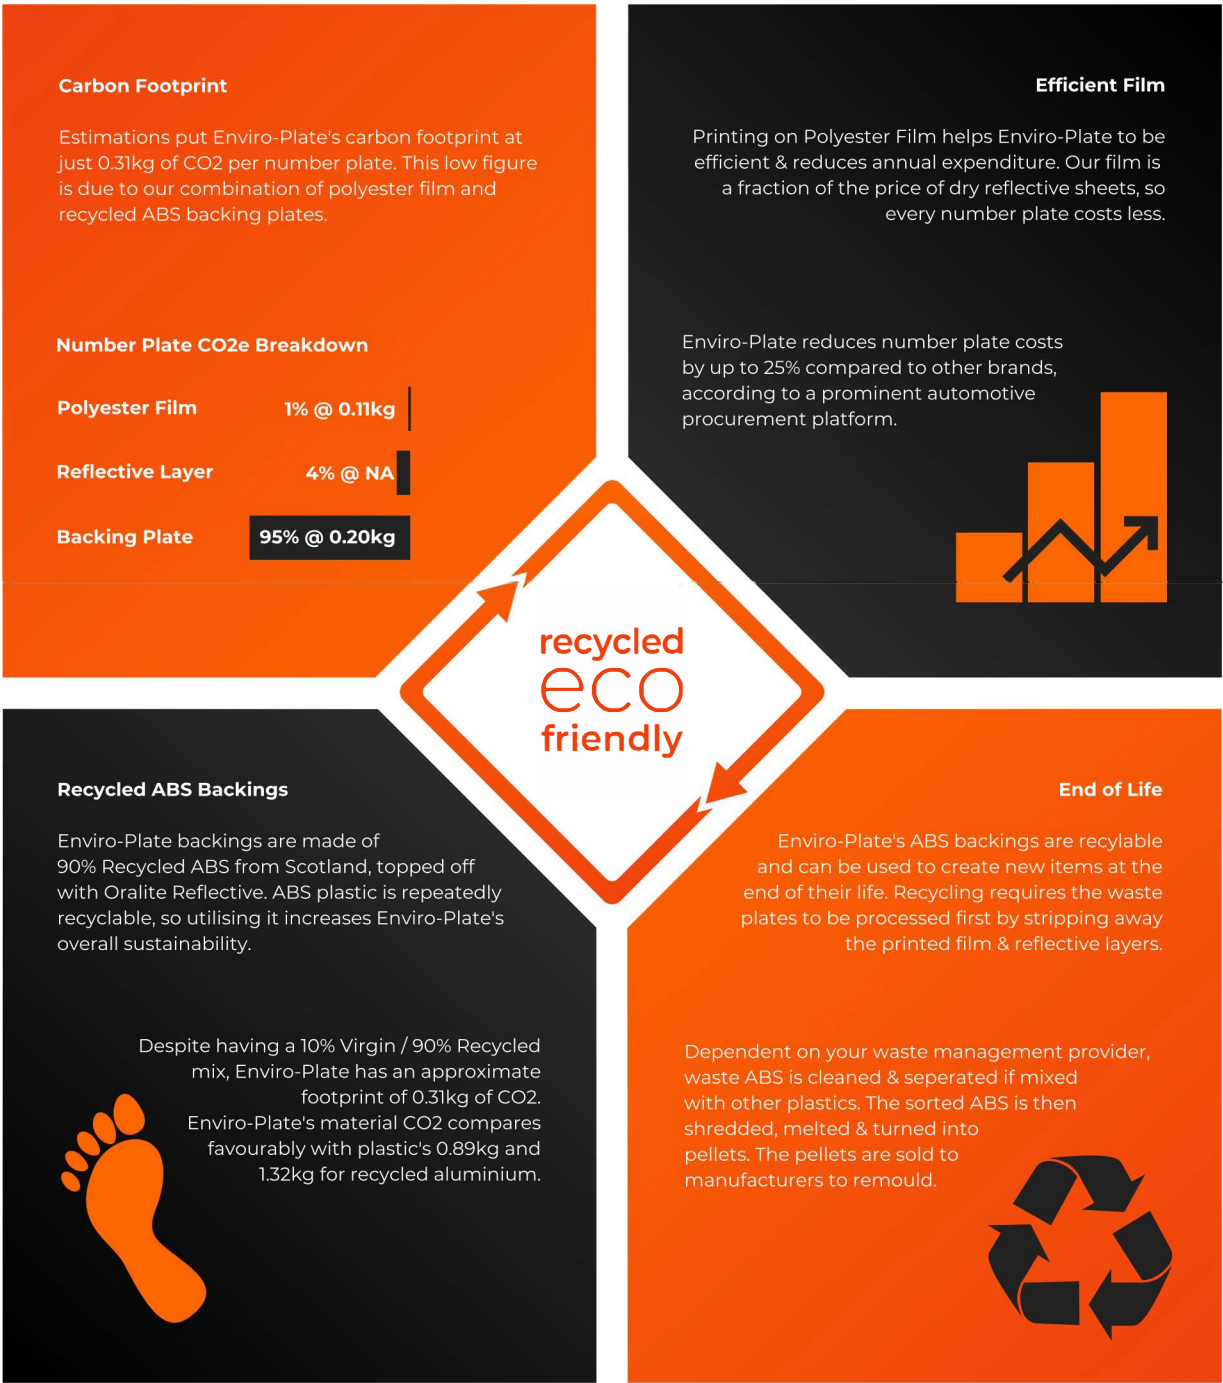 Carbon Footprint
Estimations put Enviro-Plate's carbon footprint at
just 0.31kg of CO2 per number plate. This low figure
is due to our combination of polyester film and
recycled ABS backing plates.
Number Plate CO2e Breakdown
Polyester Film 1% @ 0.11kg
Reflective Layer 4% @ NA
Backing Plate 95% @ 0.20kg
Efficient Film
Printing on Polyester Film helps Enviro-Plate to be
efficient & reduces annual expenditure. Our film is
a fraction of the price of dry reflective sheets, so
every number plate costs less.
Enviro-Plate reduces number plate costs
by up to 25% compared to other brands,
according to a prominent automotive
procurement platform.
recycled
eco
friendly
Recycled ABS Backings
Enviro-Plate backings are made of
90% Recycled ABS from Scotland, topped off
with Oralite Reflective. ABS plastic is repeatedly
recyclable, so utilising it increases Enviro-Plate's
overall sustainability.
Despite having a 10% Virgin / 90% Recycled
mix, Enviro-Plate has an approximate
footprint of 0.31kg of CO2.
Enviro-Plate's material CO2 compares
favourably with plastic's 0.89kg and
1.32kg for recycled aluminium.
End of Life
Enviro-Plate's ABS backings are recylable
and can be used to create new items at the
end of their life. Recycling requires the waste
plates to be processed first by stripping away
the printed film & reflective layers.
Dependent on your waste management provider,
waste ABS is cleaned & seperated if mixed
with other plastics. The sorted ABS is then
shredded, melted & turned into
pellets. The pellets are sold to
manufacturers to remould.